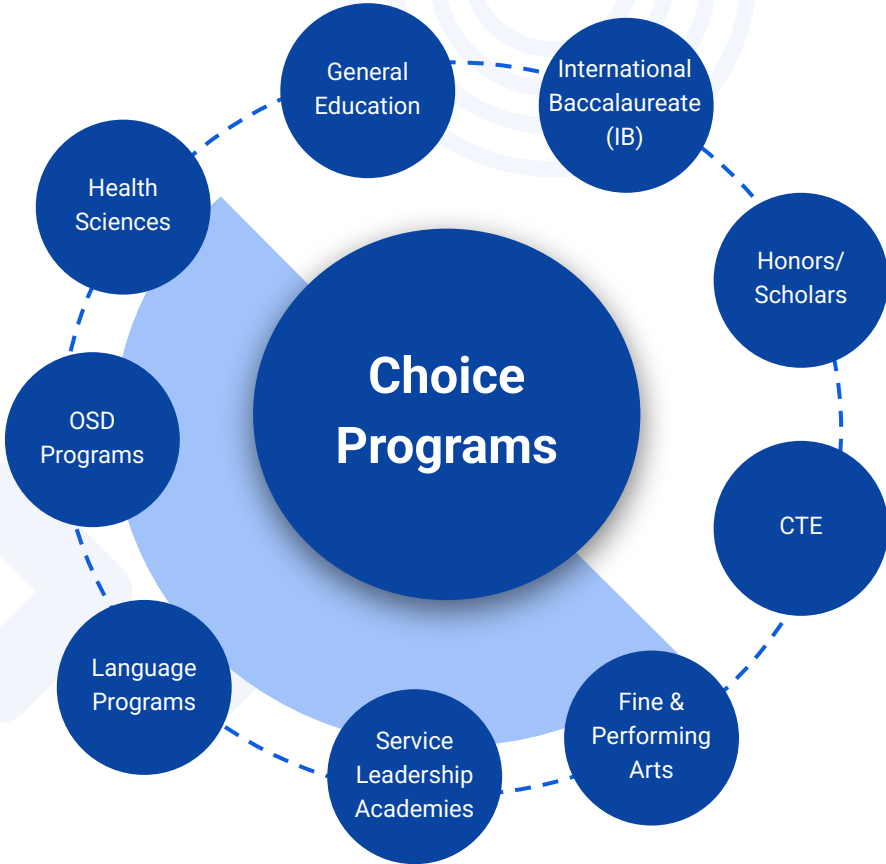 Choice
Programs
General
Education
International
Baccalaureate
(IB)
Honors/
Scholars
CTE
Fine &
Performing
Arts
Service
Leadership
Academies
Language
Programs
OSD
Programs
Health
Sciences